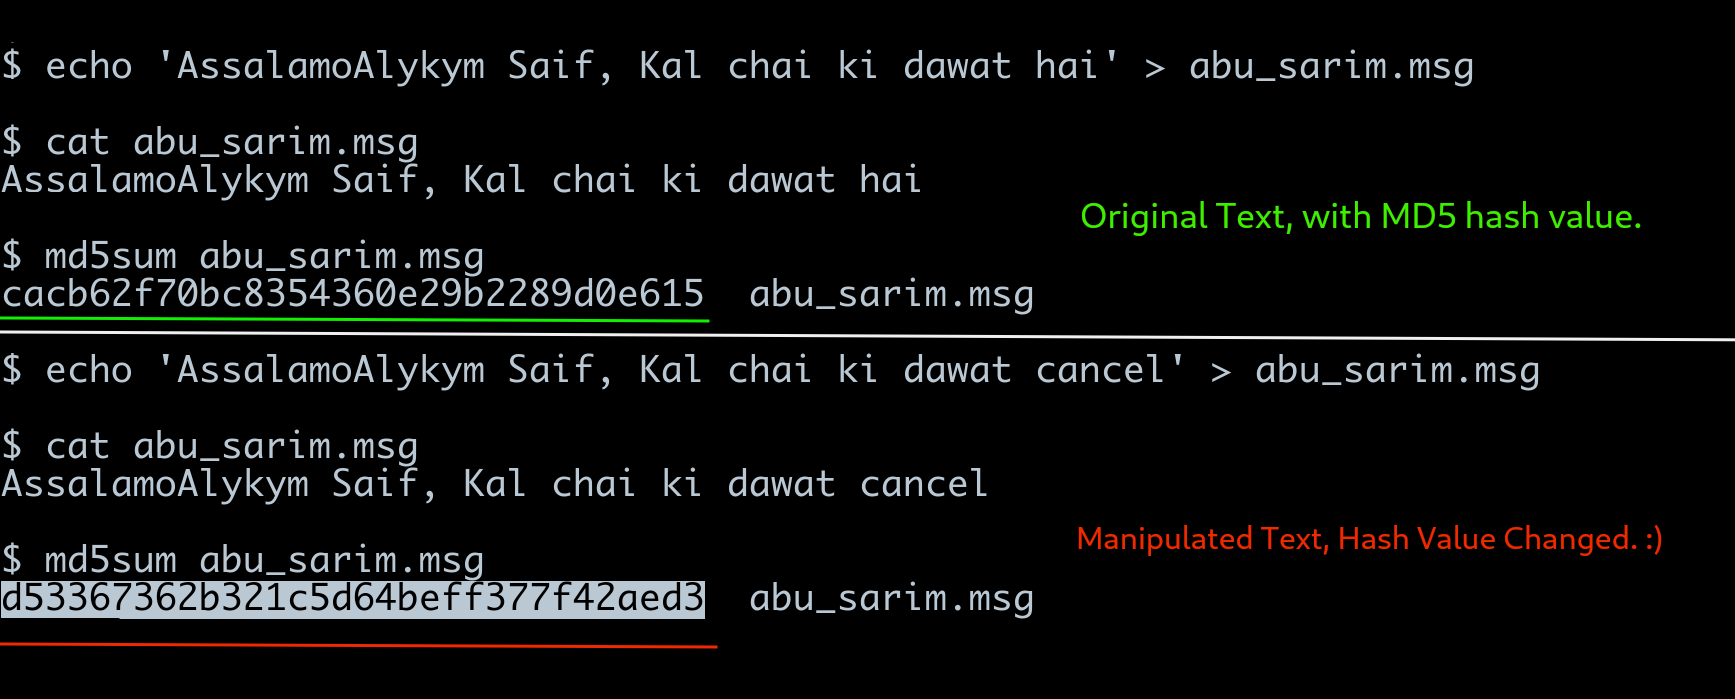 $ echo 'AssalamoAlykym Saif, Kal chai ki dawat hai' > abu_sarim.msg
$ cat abu_sarim.msg
AssalamoAlykym Saif, Kal chai ki dawat hai
Original Text, with MD5 hash value.
$ md5sum abu_sarim.msg
cacb62f70bc8354360e29b2289d0e615  abu_sarim.msg
$ echo 'AssalamoAlykym Saif, Kal chai ki dawat cancel' > abu_sarim.msg
$ cat abu_sarim.msg
AssalamoAlykym Saif, Kal chai ki dawat cancel
Manipulated Text, Hash Value Changed. :)
$ md5sum abu_sarim.msg
d53367362b321c5d64beff377f42aed3  abu_sarim.msg